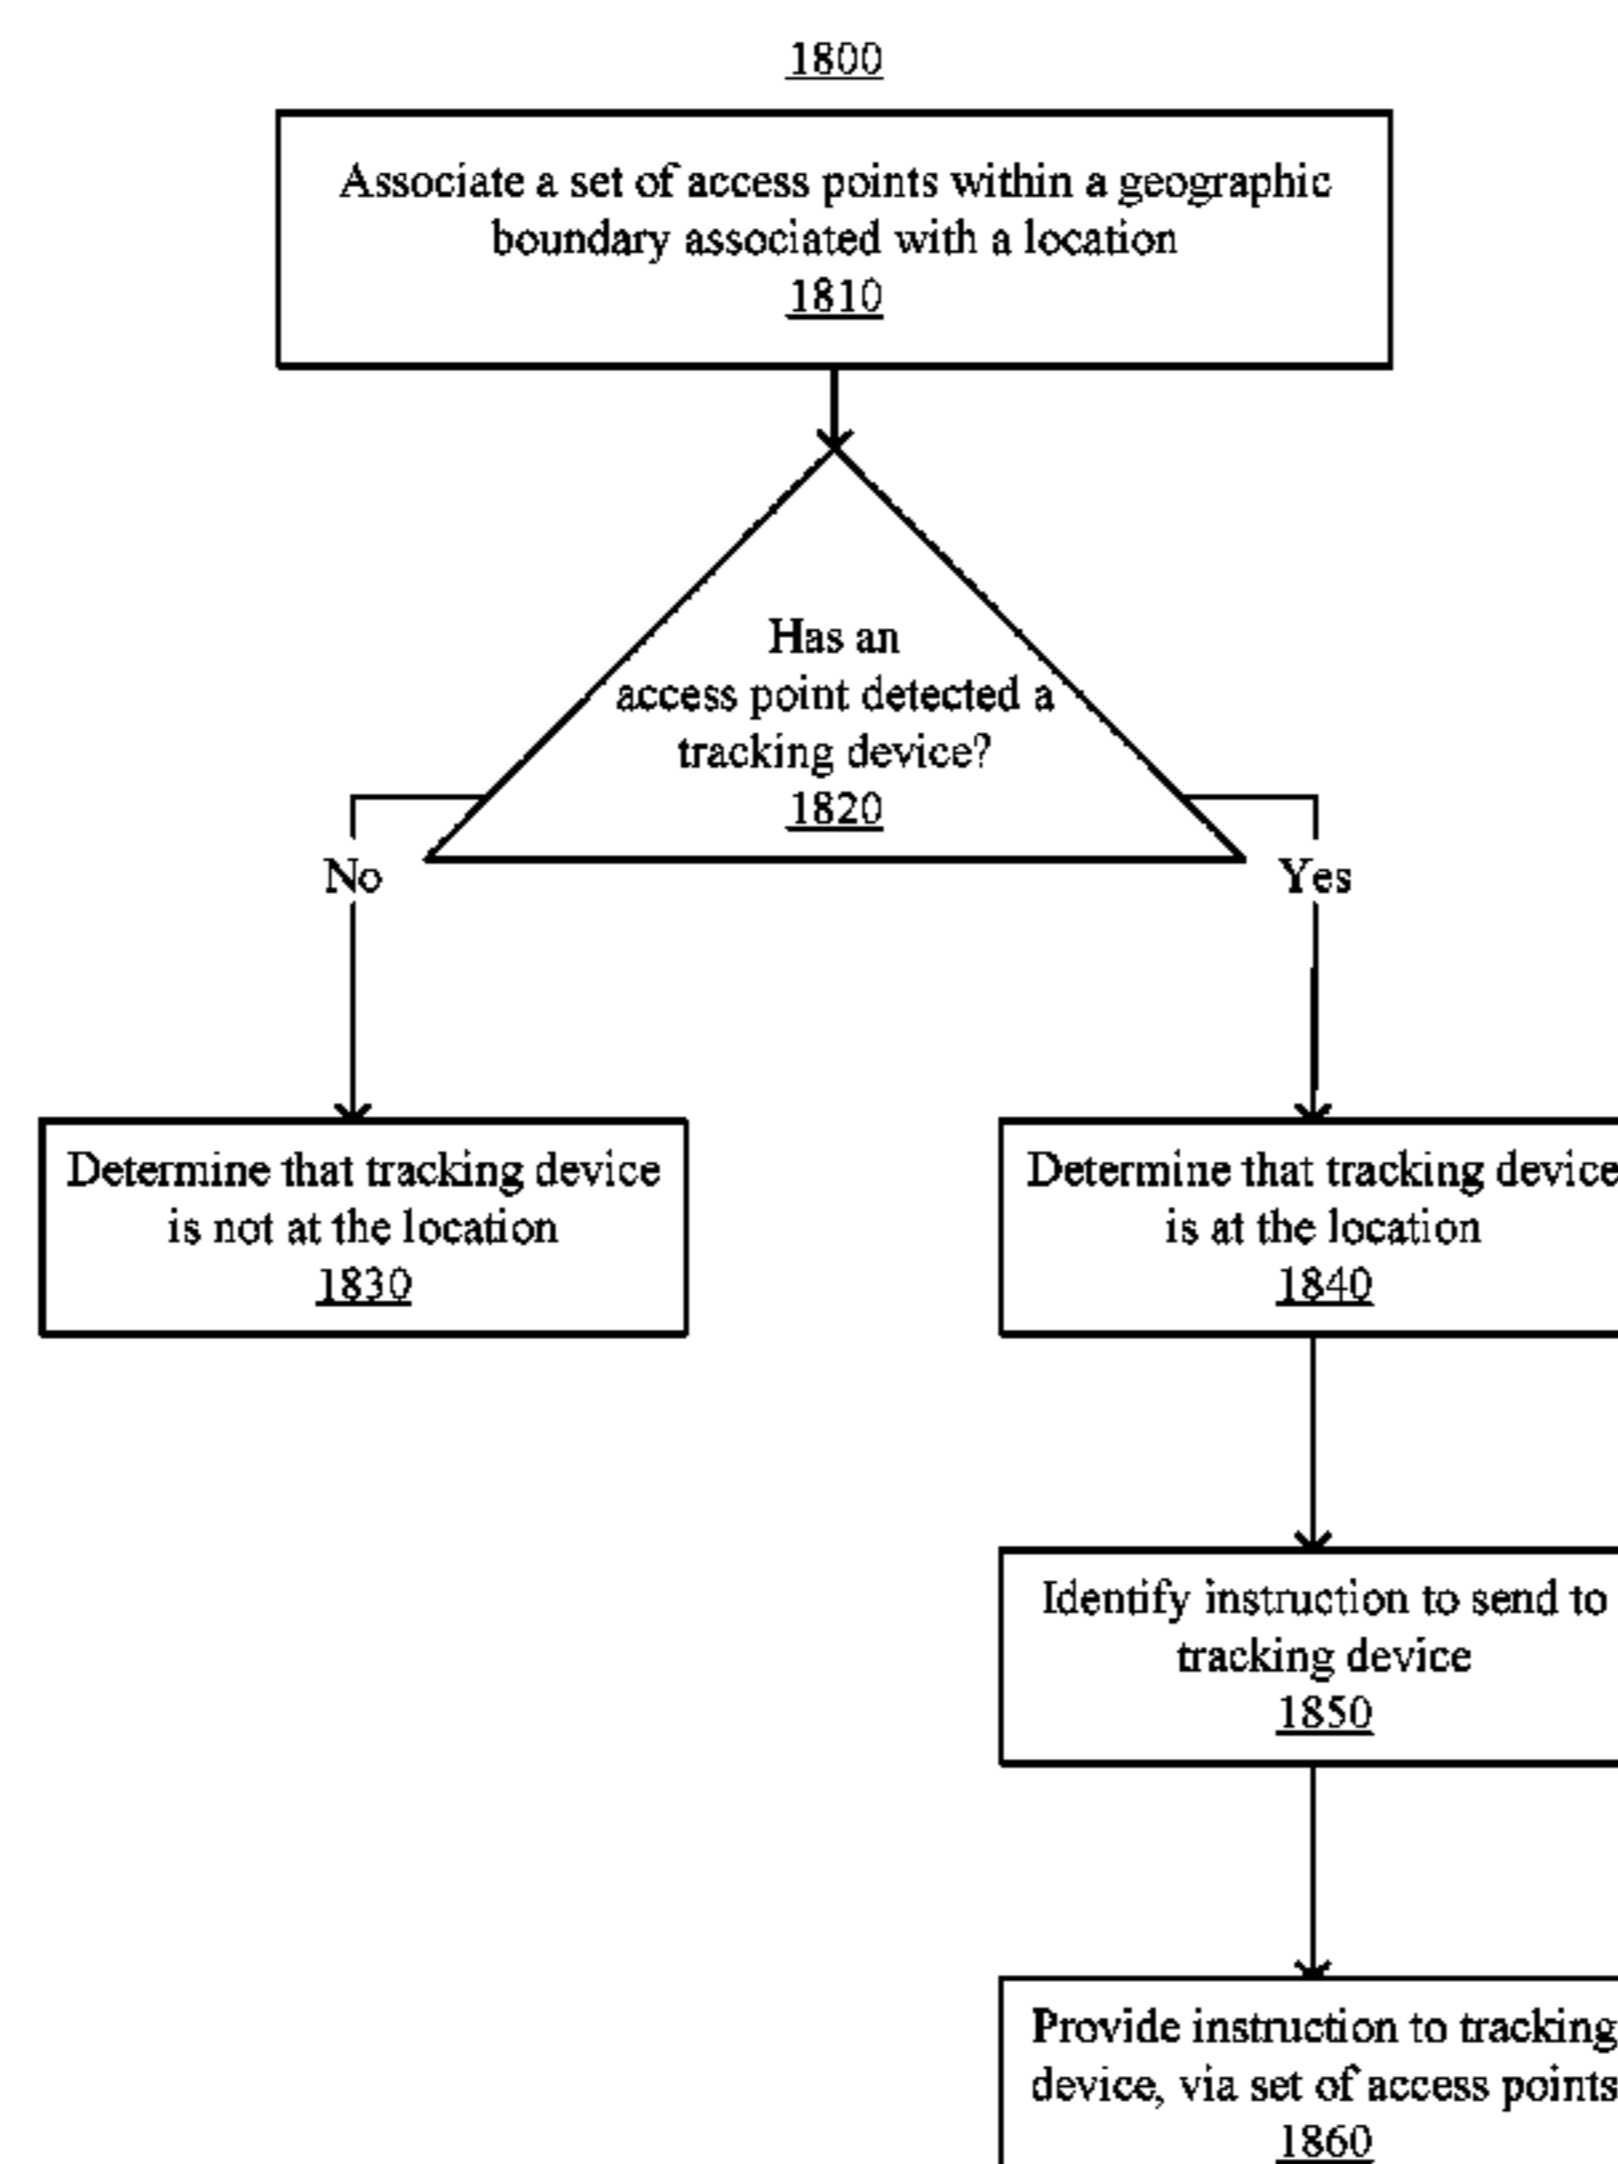 1800
Associate a set of access points within a geographic
boundary associated with a location
1810
Has an
access point detected a
tracking device?
1820
No
Yes
Determine that tracking device
is not at the location
1830
Determine that tracking device
is at the location
1840
Identify instruction to send to
tracking device
1850
Provide instruction to tracking
device, via set of access points
1860